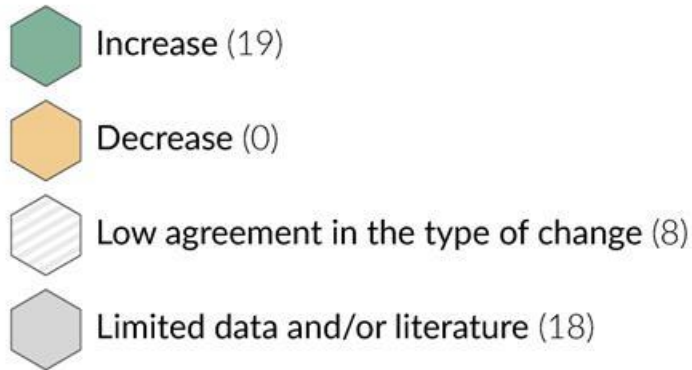 Increase (19)
Decrease (0)
Low agreement in the type of change (8)
Limited data and/or literature (18)